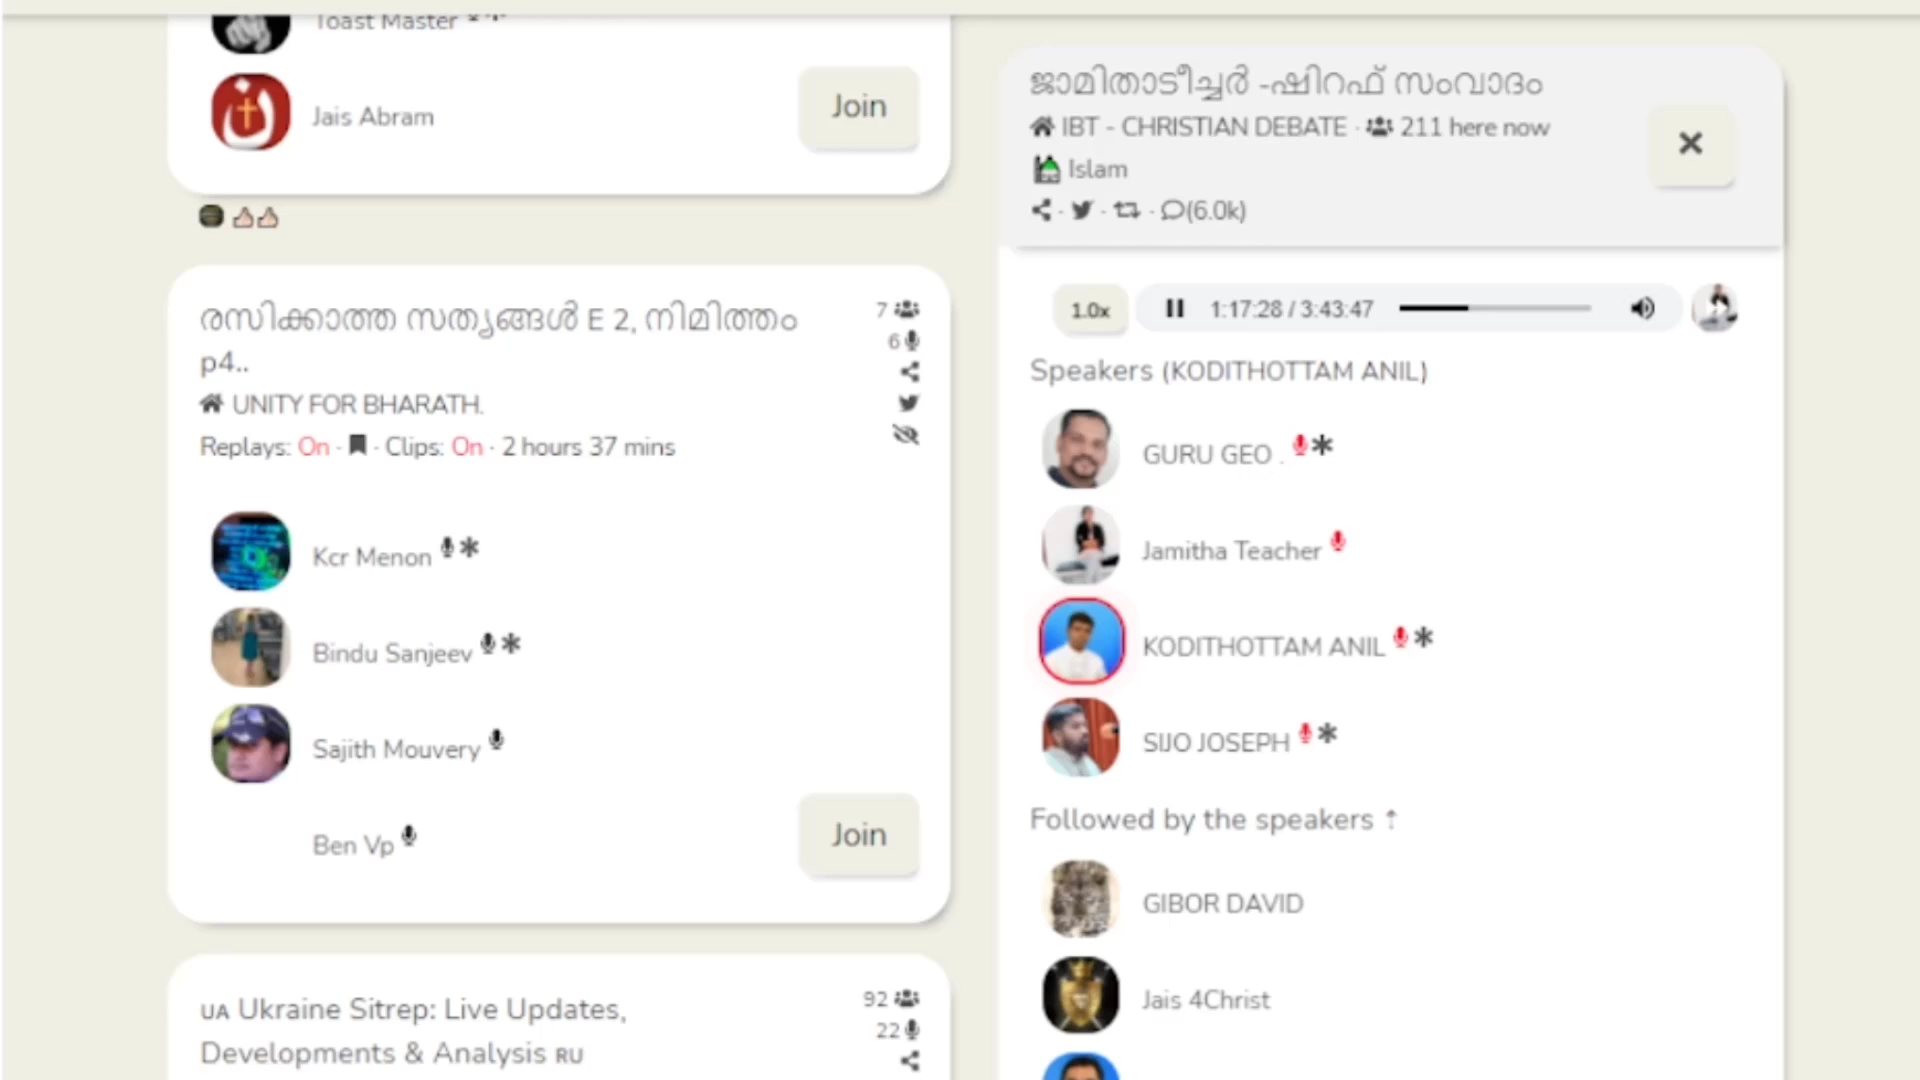 Toast Master
Jais Abram
Join
രസിക്കാത്ത സത്യങ്ങൾ E 2, നിമിത്തം
p4..
UNITY FOR BHARATH.
Replays: On · · Clips: On · 2 hours 37 mins
7
6
Kcr Menon
Bindu Sanjeev
Sajith Mouvery
Ben Vp
Join
UA Ukraine Sitrep: Live Updates,
Developments & Analysis RU
92
22
ജാമിതാടീച്ചർ -ഷിറഫ് സംവാദം
IBT - CHRISTIAN DEBATE · 211 here now
Islam
(6.0k)
1.0x
1:17:28 / 3:43:47
Speakers (KODITHOTTAM ANIL)
GURU GEO .
Jamitha Teacher
KODITHOTTAM ANIL
SIJO JOSEPH
Followed by the speakers ↑
GIBOR DAVID
Jais 4Christ